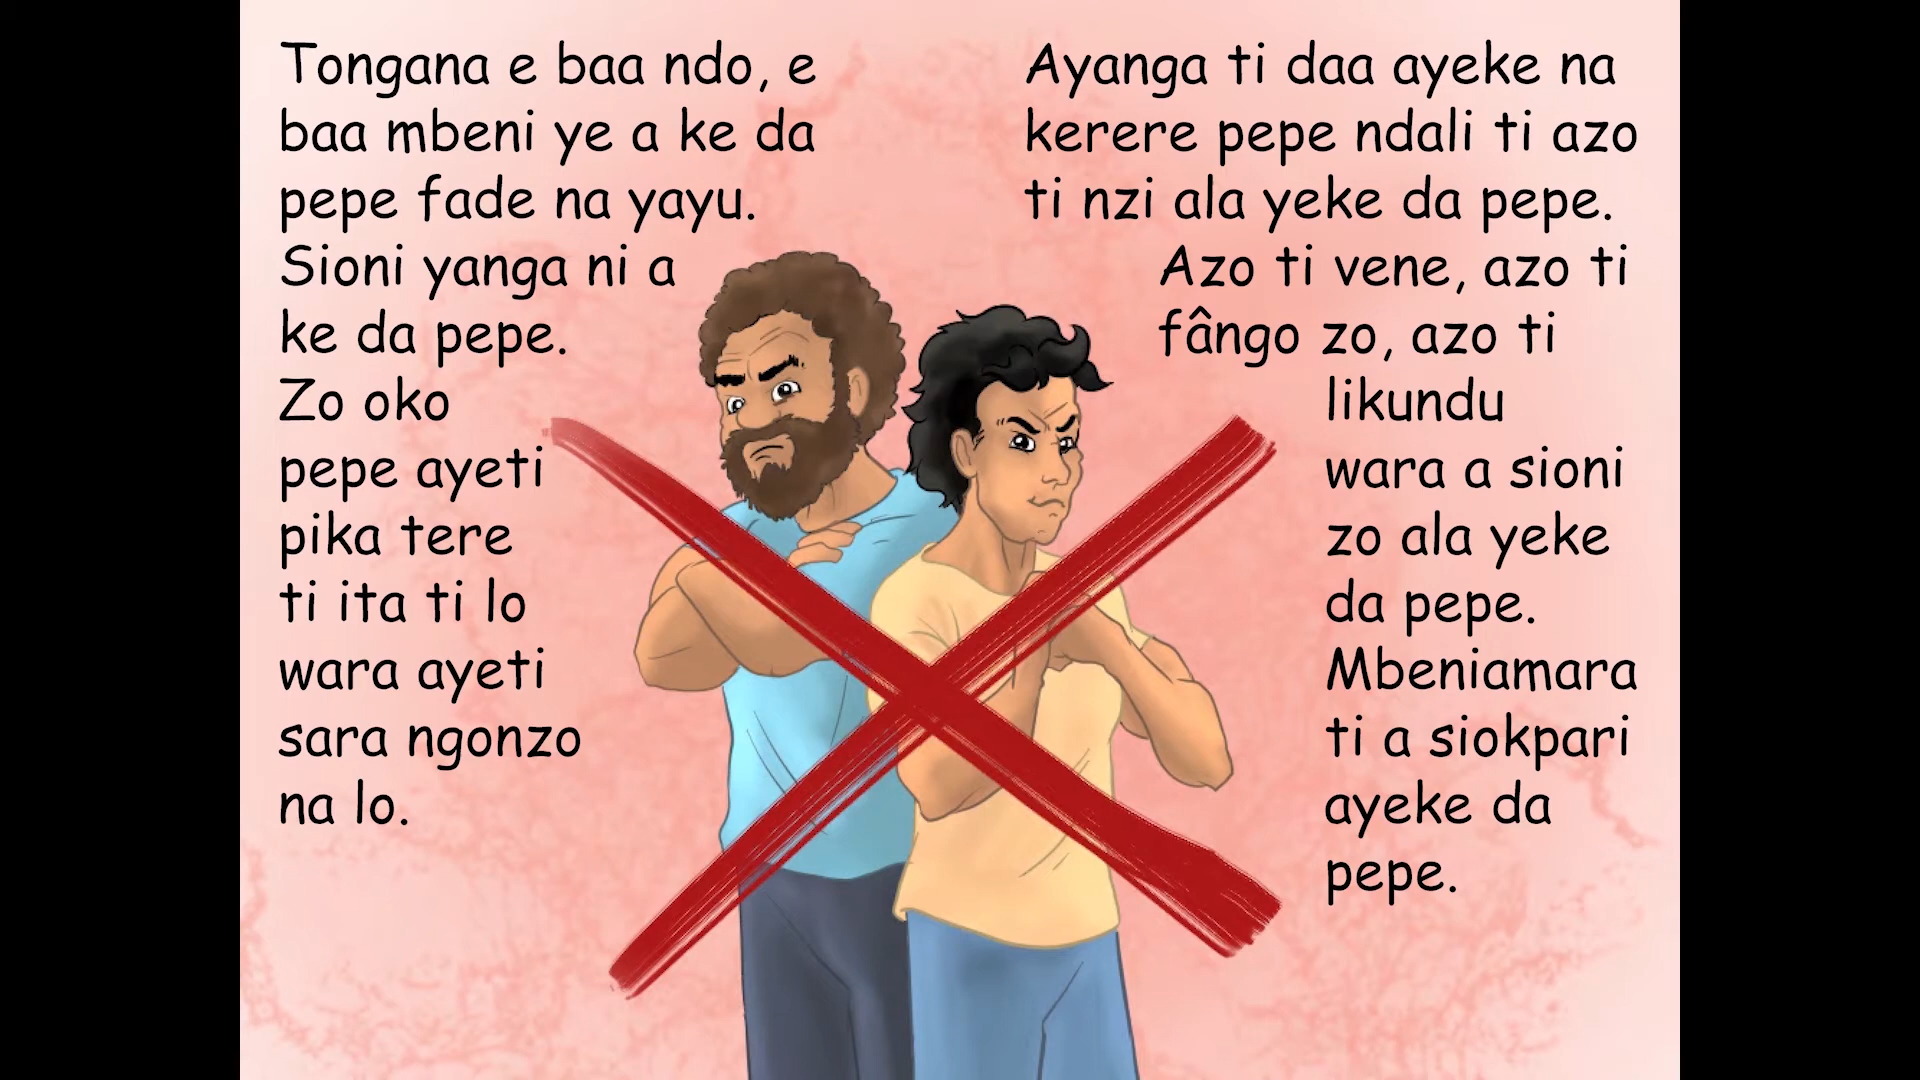 Tongana e baa ndo, e
baa mbeni ye a ke da
pepe fade na yayu.
Sioni yanga ni a
ke da pepe.
Zo oko
pepe ayeti
pika tere
ti ita ti lo
wara ayeti
sara ngonzo
na lo.
Ayanga ti daa ayeke na
kerere pepe ndali ti azo
ti nzi ala yeke da pepe.
Azo ti vene, azo ti
fângo zo, azo ti
likundu
wara a sioni
zo ala yeke
da pepe.
Mbeniamara
ti a siokpari
ayeke da
pepe.